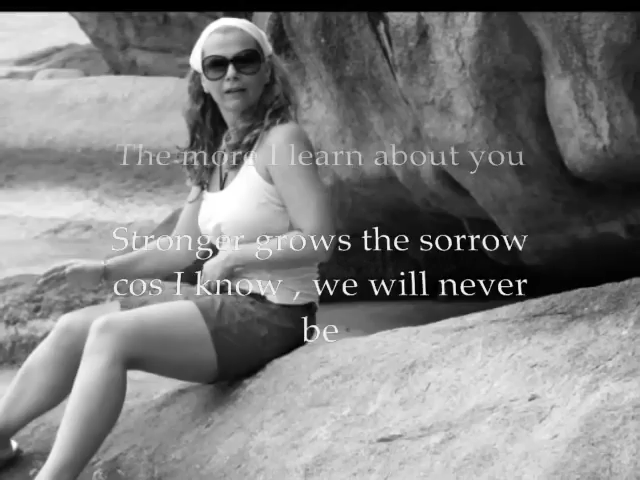 The more I learn about you
Stronger grows the sorrow
cos I know , we will never
be